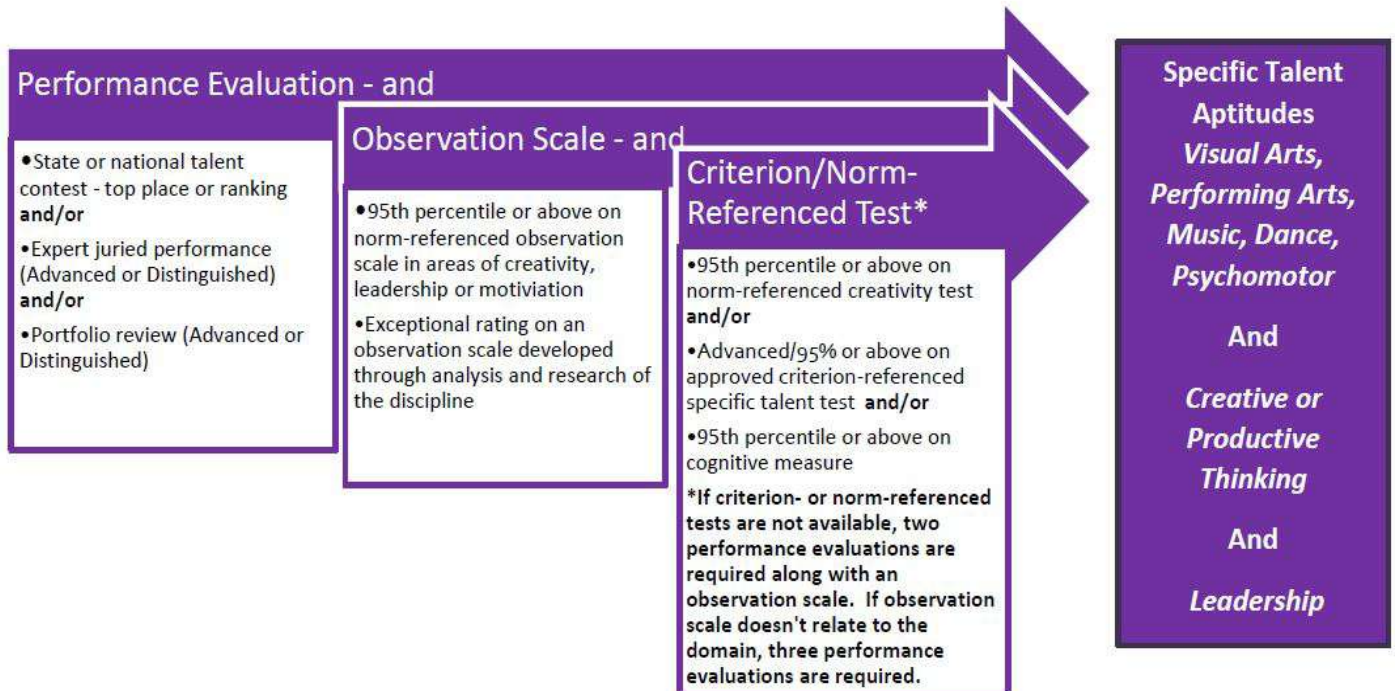 Performance Evaluation - and
•State or national talent
contest - top place or ranking
and/or
•Expert juried performance
(Advanced or Distinguished)
and/or
•Portfolio review (Advanced or
Distinguished)
Observation Scale - and
•95th percentile or above on
norm-referenced observation
scale in areas of creativity,
leadership or motiviation
•Exceptional rating on an
observation scale developed
through analysis and research of
the discipline
Criterion/Norm-
Referenced Test*
•95th percentile or above on
norm-referenced creativity test
and/or
•Advanced/95% or above on
approved criterion-referenced
specific talent test and/or
•95th percentile or above on
cognitive measure
*If criterion- or norm-referenced
tests are not available, two
performance evaluations are
required along with an
observation scale. If observation
scale doesn't relate to the
domain, three performance
evaluations are required.
Specific Talent
Aptitudes
Visual Arts,
Performing Arts,
Music, Dance,
Psychomotor
And
Creative or
Productive
Thinking
And
Leadership